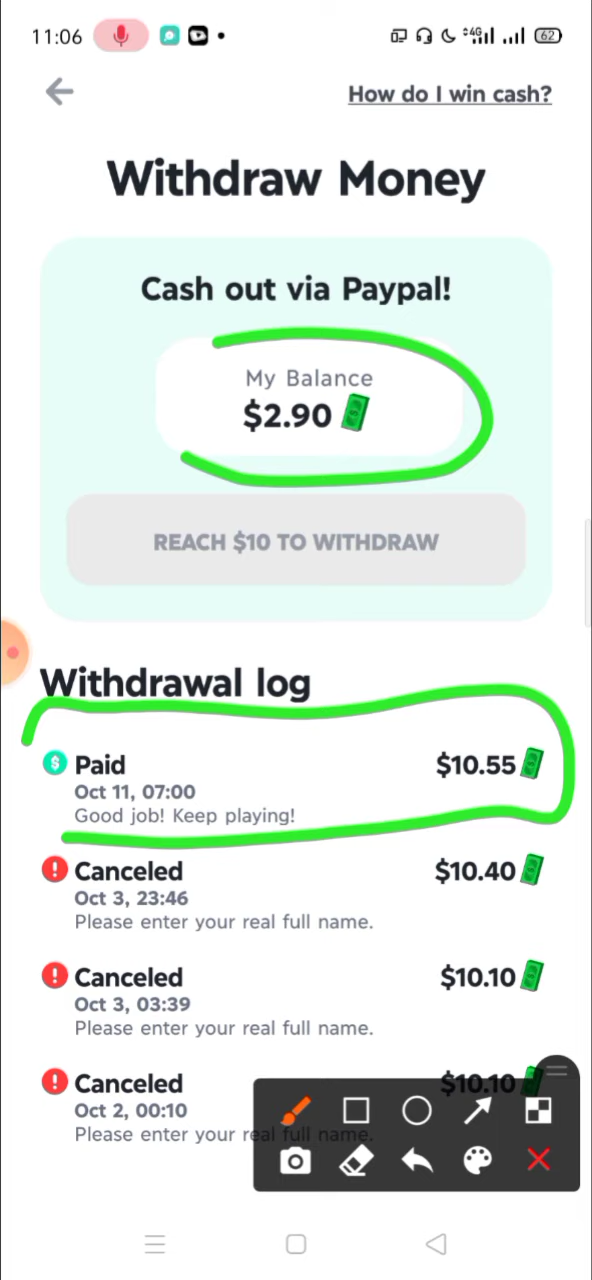 11:06 4G 62
How do I win cash?
Withdraw Money
Cash out via Paypal!
My Balance
$2.90
REACH $10 TO WITHDRAW
Withdrawal log
Paid $10.55
Oct 11, 07:00
Good job! Keep playing!
Canceled $10.40
Oct 3, 23:46
Please enter your real full name.
Canceled $10.10
Oct 3, 03:39
Please enter your real full name.
Canceled $10.10
Oct 2, 00:10
Please enter your real full name.